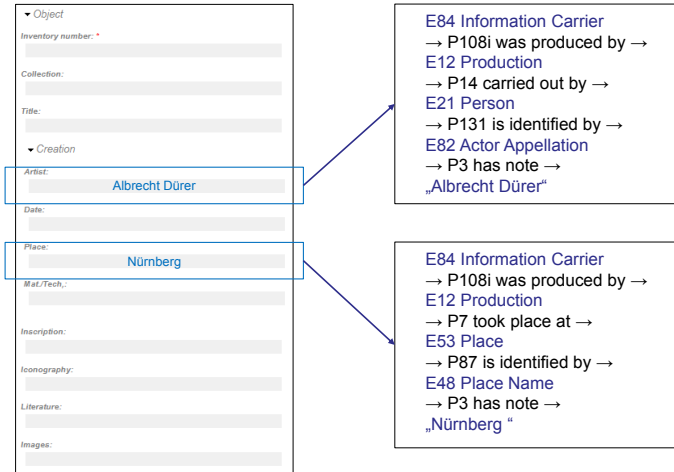 ▾ Object
Inventory number: *
Collection:
Title:
▾ Creation
Artist:
Albrecht Dürer
Date:
Place:
Nürnberg
Mat./Tech,:
Inscription:
Iconography:
Literature:
Images:
E84 Information Carrier
→ P108i was produced by →
E12 Production
→ P14 carried out by →
E21 Person
→ P131 is identified by →
E82 Actor Appellation
→ P3 has note →
„Albrecht Dürer“
E84 Information Carrier
→ P108i was produced by →
E12 Production
→ P7 took place at →
E53 Place
→ P87 is identified by →
E48 Place Name
→ P3 has note →
„Nürnberg “